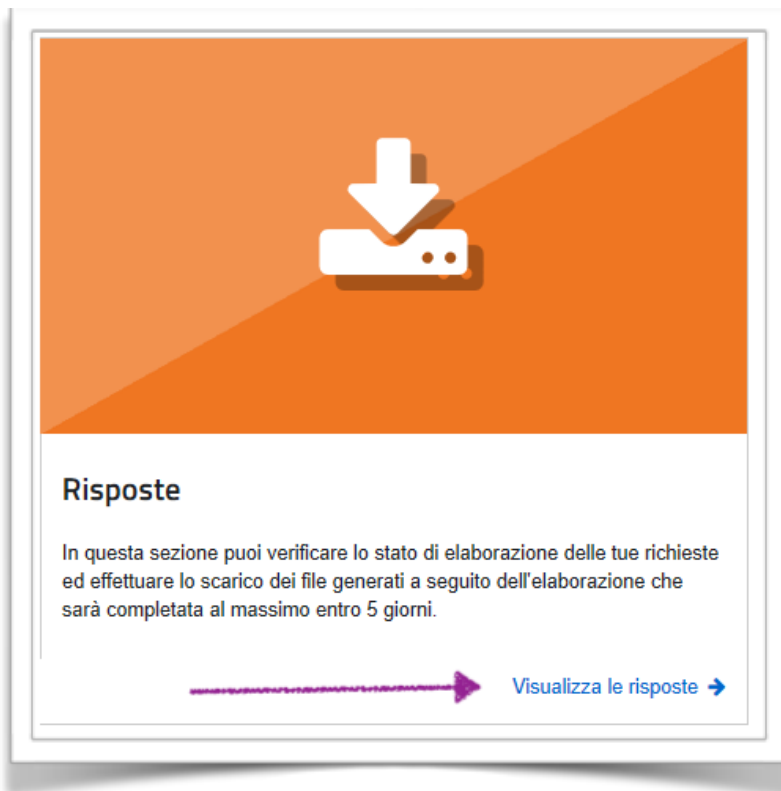 Risposte
In questa sezione puoi verificare lo stato di elaborazione delle tue richieste
ed effettuare lo scarico dei file generati a seguito dell'elaborazione che
sarà completata al massimo entro 5 giorni.
Visualizza le risposte